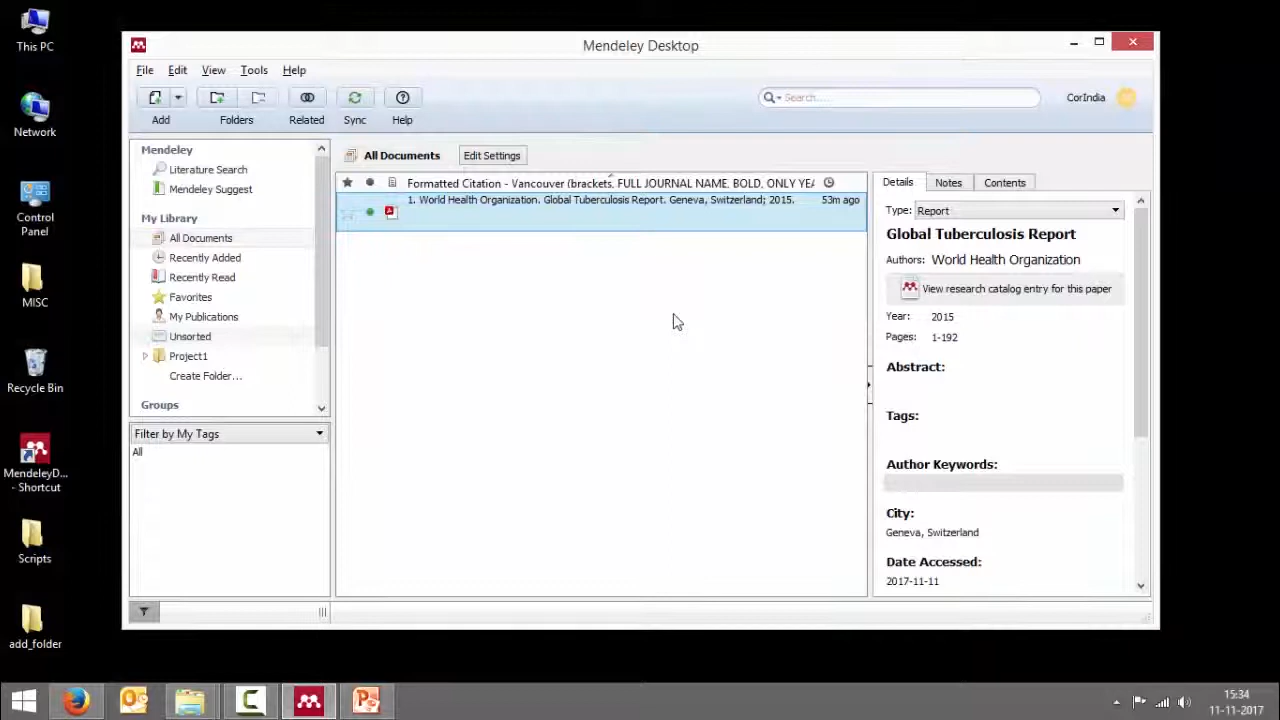 This PC
Network
Control
Panel
MISC
Recycle Bin
MendeleyD...
- Shortcut
Scripts
add_folder
Mendeley Desktop
File Edit View Tools Help
Search...
CorIndia
Add Folders Related Sync Help
Mendeley
Literature Search
Mendeley Suggest
My Library
All Documents
Recently Added
Recently Read
Favorites
My Publications
Unsorted
Project1
Create Folder...
Groups
Filter by My Tags
All
All Documents Edit Settings
Formatted Citation - Vancouver (brackets, FULL JOURNAL NAME, BOLD, ONLY YEA
1. World Health Organization. Global Tuberculosis Report. Geneva, Switzerland; 2015. 53m ago
Details Notes Contents
Type: Report
Global Tuberculosis Report
Authors: World Health Organization
View research catalog entry for this paper
Year: 2015
Pages: 1-192
Abstract:
Tags:
Author Keywords:
City:
Geneva, Switzerland
Date Accessed:
2017-11-11
15:34
11-11-2017